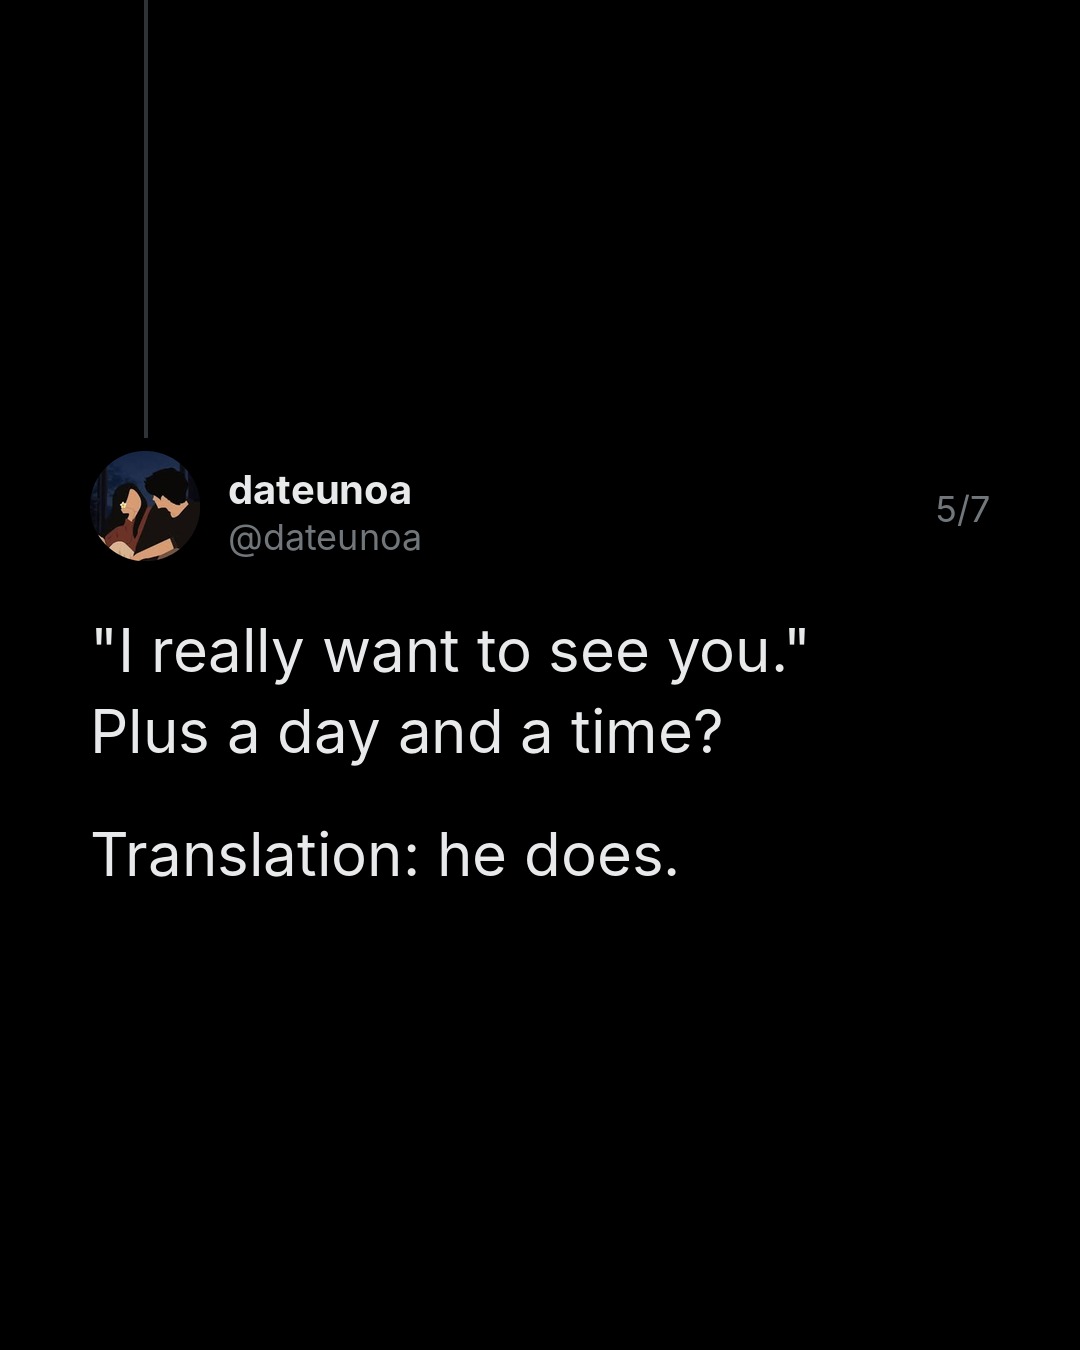 dateunoa
@dateunoa
5/7
"I really want to see you."
Plus a day and a time?
Translation: he does.